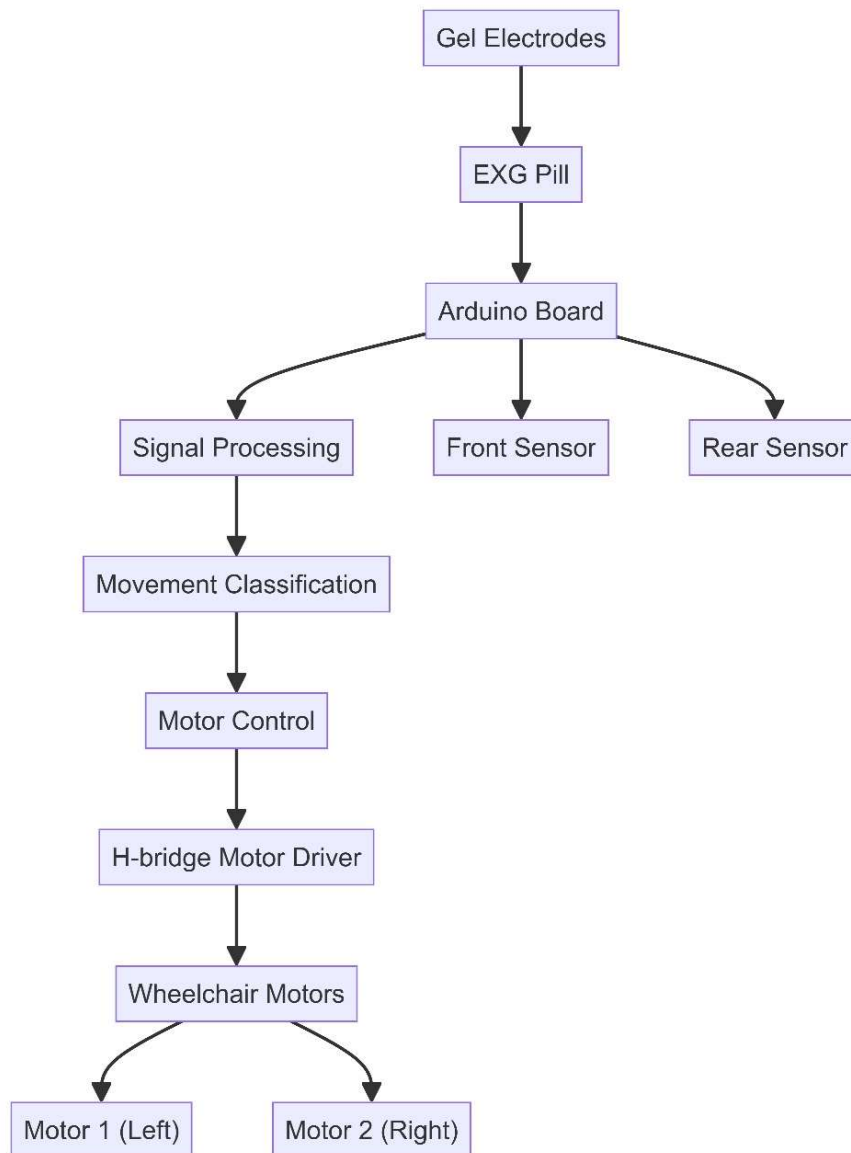 Gel Electrodes
EXG Pill
Arduino Board
Signal Processing
Front Sensor
Rear Sensor
Movement Classification
Motor Control
H-bridge Motor Driver
Wheelchair Motors
Motor 1 (Left)
Motor 2 (Right)